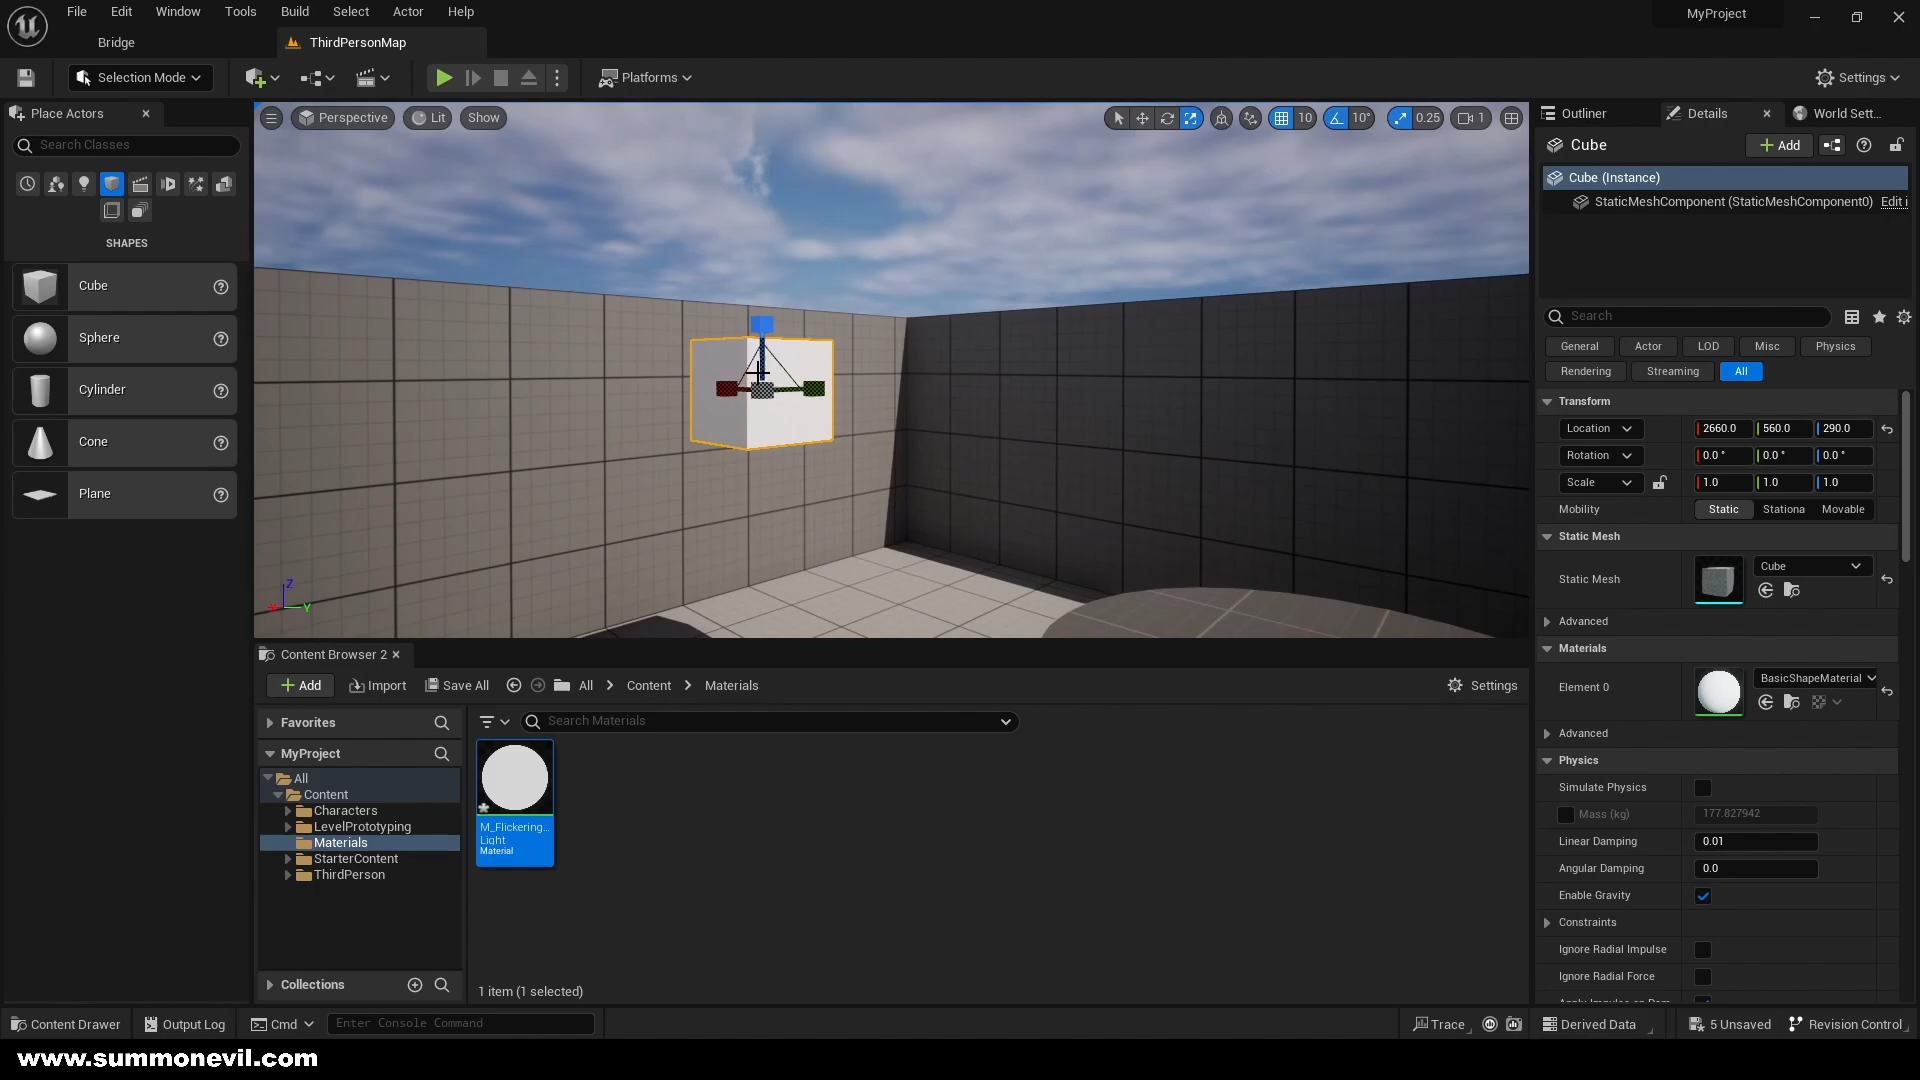 File Edit Window Tools Build Select Actor Help
MyProject
Bridge
ThirdPersonMap
Selection Mode
Platforms
Settings
Place Actors
Search Classes
SHAPES
Cube
Sphere
Cylinder
Cone
Plane
Perspective
Lit
Show
10
10°
0.25
1
Z
Y
Outliner
Details
World Sett...
Cube
Add
Cube (Instance)
StaticMeshComponent (StaticMeshComponent0)
Edit i
Search
General
Actor
LOD
Misc
Physics
Rendering
Streaming
All
Transform
Location 2660.0 560.0 290.0
Rotation 0.0 ° 0.0 ° 0.0 °
Scale 1.0 1.0 1.0
Mobility Static Stationa Movable
Static Mesh
Static Mesh
Cube
Advanced
Materials
Element 0
BasicShapeMaterial
Advanced
Physics
Simulate Physics
Mass (kg) 177.827942
Linear Damping 0.01
Angular Damping 0.0
Enable Gravity
Constraints
Ignore Radial Impulse
Ignore Radial Force
Content Browser 2
Add
Import
Save All
All
Content
Materials
Settings
Favorites
MyProject
All
Content
Characters
LevelPrototyping
Materials
StarterContent
ThirdPerson
Collections
Search Materials
M_Flickering...
Light
Material
1 item (1 selected)
Content Drawer
Output Log
Cmd
Enter Console Command
Trace
Derived Data
5 Unsaved
Revision Control
www.summonevil.com